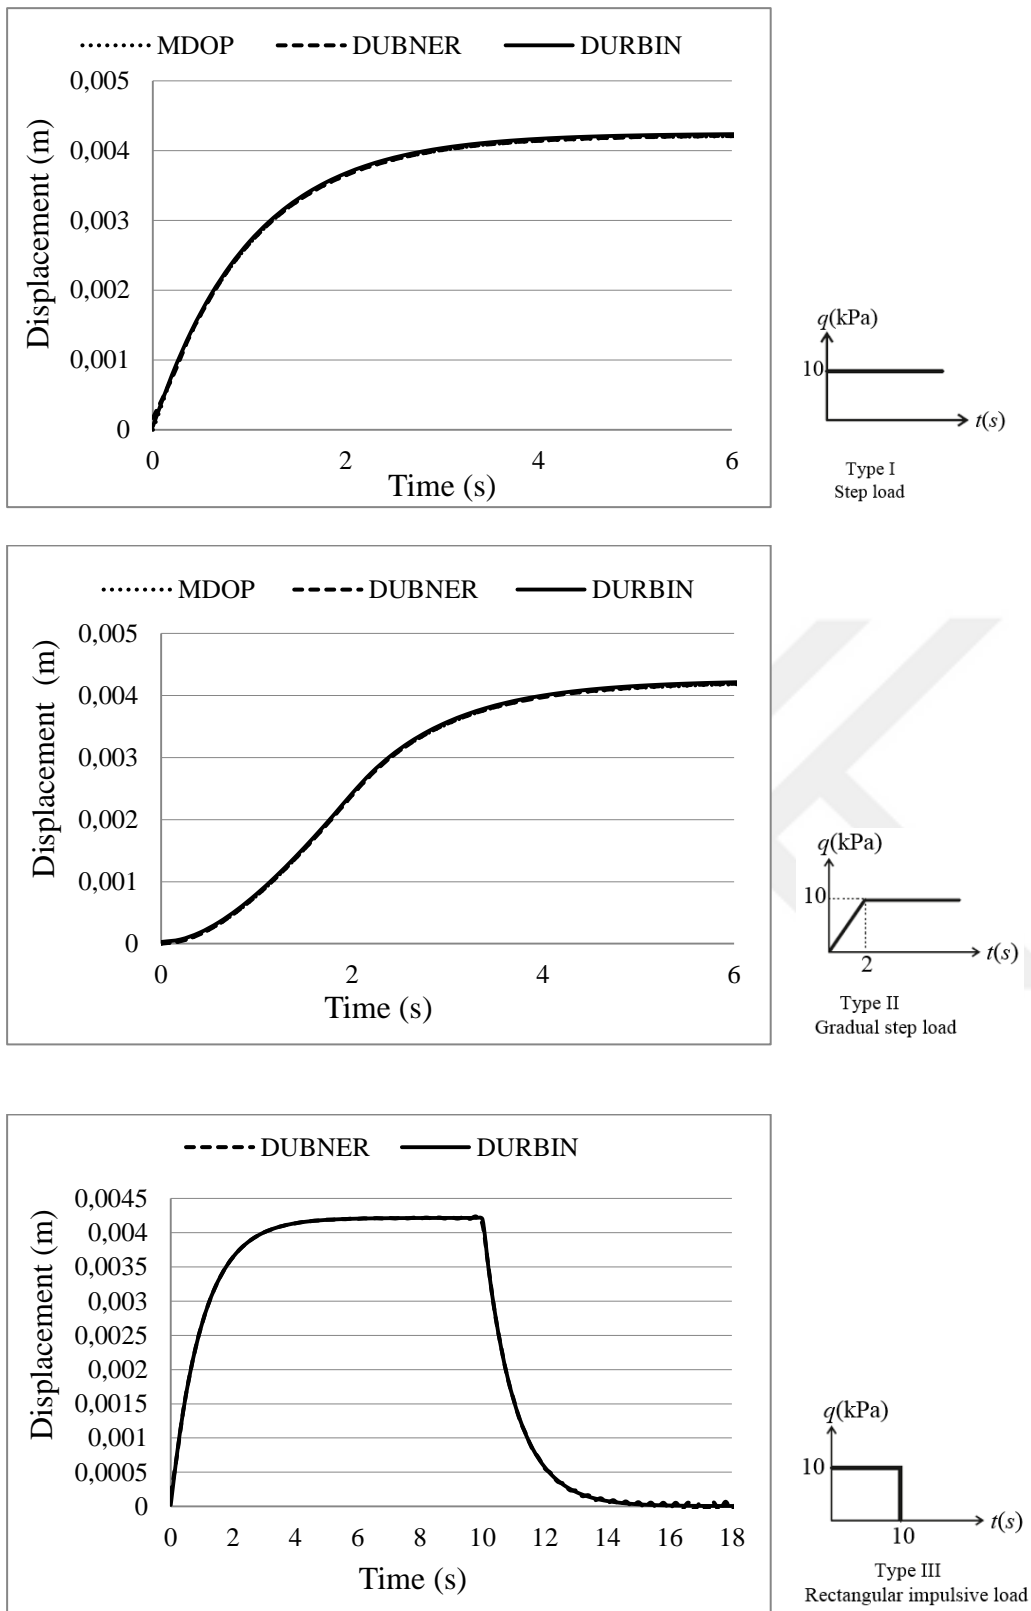 MDOP DUBNER DURBIN
0,005
0,004
0,003
0,002
0,001
0
Displacement (m)
0 2 4 6
Time (s)
q(kPa)
10
t(s)
Type I
Step load
MDOP DUBNER DURBIN
0,005
0,004
0,003
0,002
0,001
0
Displacement (m)
0 2 4 6
Time (s)
q(kPa)
10
t(s)
2
Type II
Gradual step load
DUBNER DURBIN
0,0045
0,004
0,0035
0,003
0,0025
0,002
0,0015
0,001
0,0005
0
Displacement (m)
0 2 4 6 8 10 12 14 16 18
Time (s)
q(kPa)
10
t(s)
10
Type III
Rectangular impulsive load